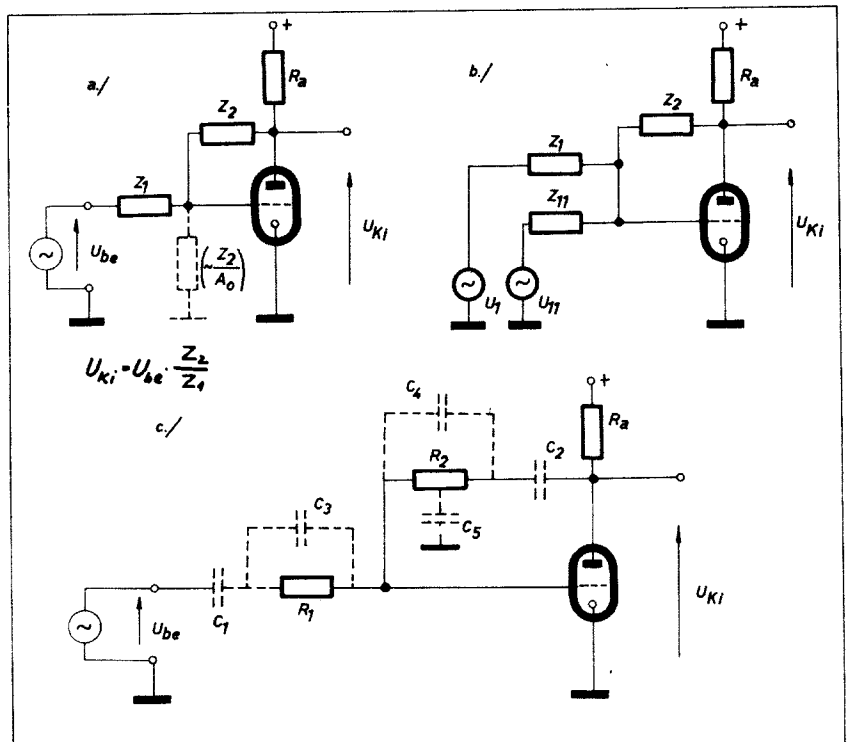 a./
+
Ra
Z2
Z1
Ube
(~Z2/A0)
UKi
UKi = Ube · Z2/Z1
b./
+
Ra
Z2
Z1
Z11
U1
U11
UKi
c./
+
Ra
C4
R2
C2
C5
C3
C1
R1
Ube
UKi